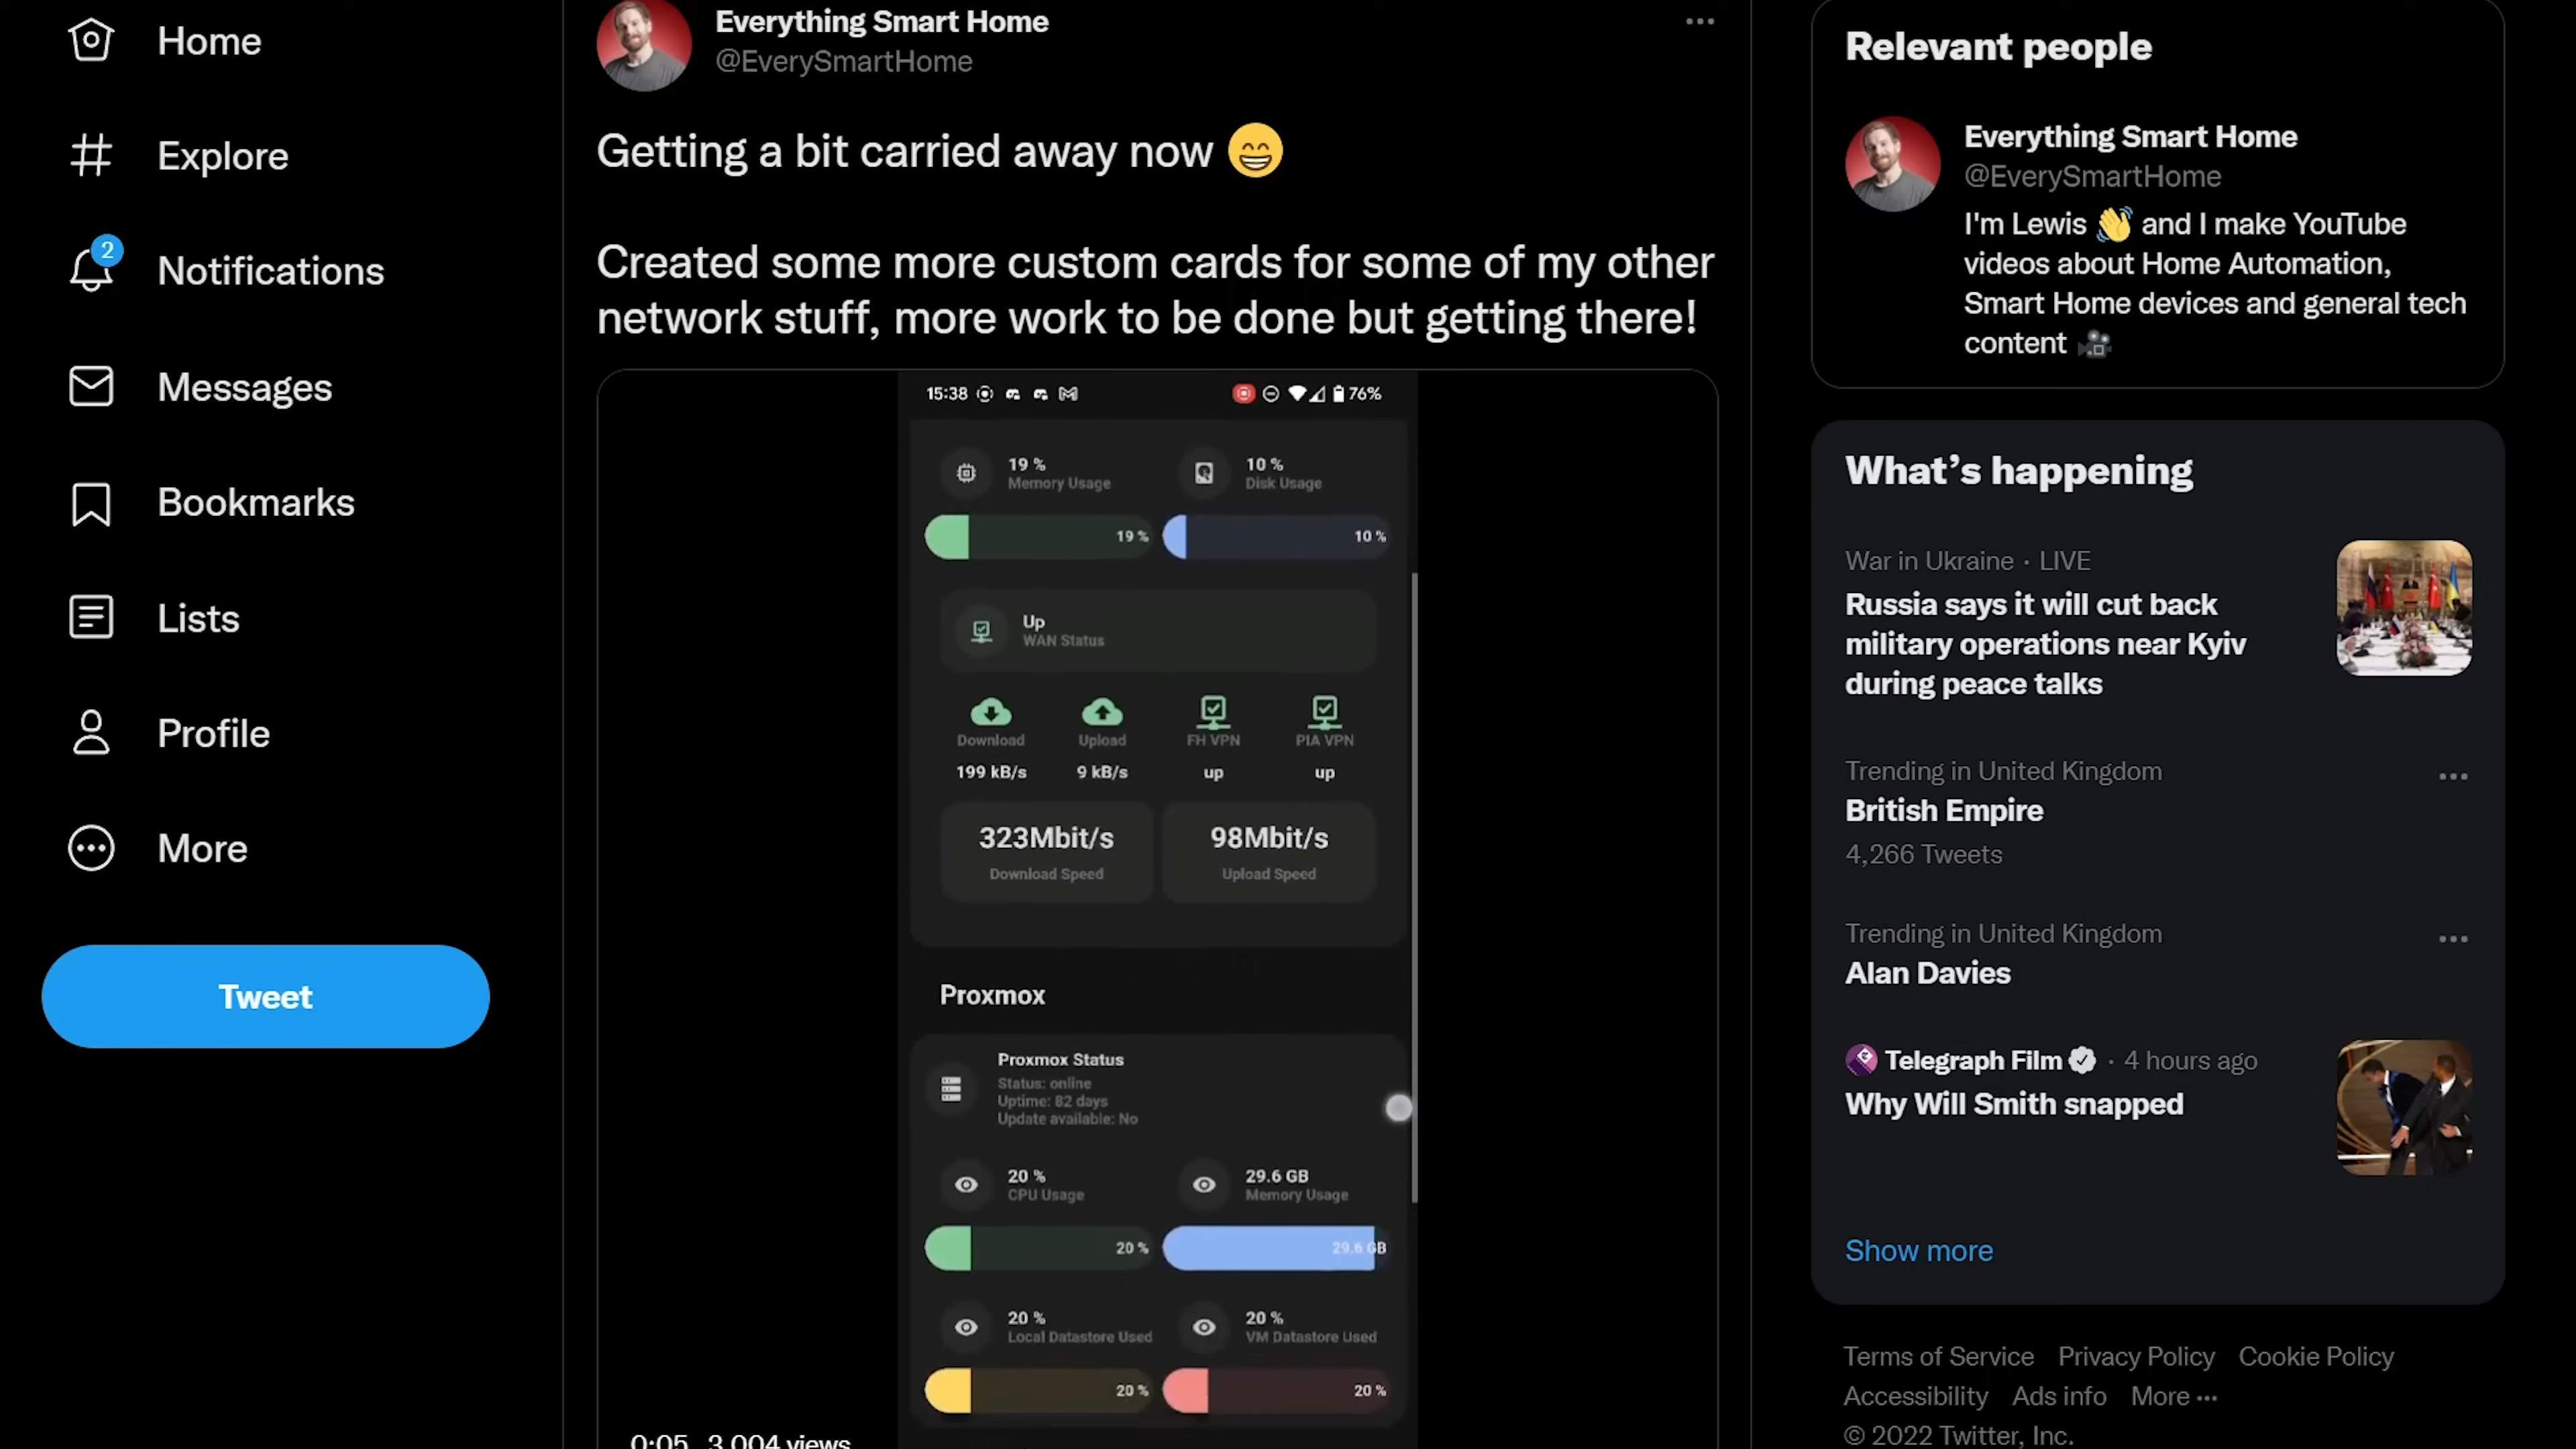 Home
Explore
2
Notifications
Messages
Bookmarks
Lists
Profile
More
Tweet
Everything Smart Home
@EverySmartHome
Getting a bit carried away now
Created some more custom cards for some of my other
network stuff, more work to be done but getting there!
15:38
76%
19 %
Memory Usage
10 %
Disk Usage
19 %
10 %
Up
WAN Status
Download
Upload
FH VPN
PIA VPN
199 kB/s
9 kB/s
up
up
323Mbit/s
Download Speed
98Mbit/s
Upload Speed
Proxmox
Proxmox Status
Status: online
Uptime: 82 days
Update available: No
20 %
CPU Usage
29.6 GB
Memory Usage
20 %
29.6 GB
20 %
Local Datastore Used
20 %
VM Datastore Used
20 %
20 %
0:05 3,004 views
Relevant people
Everything Smart Home
@EverySmartHome
I'm Lewis and I make YouTube
videos about Home Automation,
Smart Home devices and general tech
content
What's happening
War in Ukraine · LIVE
Russia says it will cut back
military operations near Kyiv
during peace talks
Trending in United Kingdom
British Empire
4,266 Tweets
Trending in United Kingdom
Alan Davies
Telegraph Film · 4 hours ago
Why Will Smith snapped
Show more
Terms of Service Privacy Policy Cookie Policy
Accessibility Ads info More ···
© 2022 Twitter, Inc.